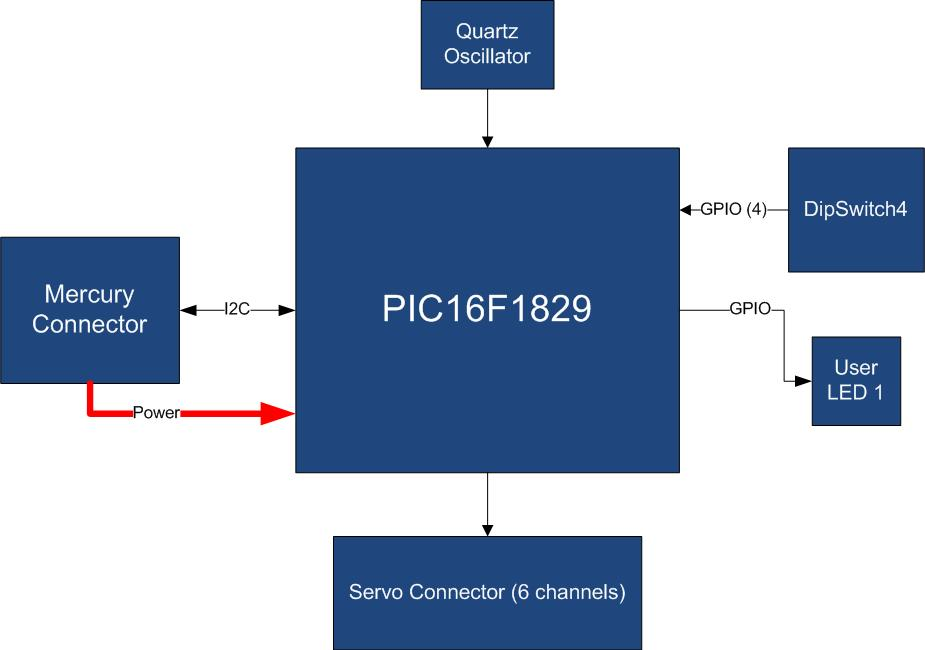 Quartz
Oscillator
GPIO (4)
DipSwitch4
Mercury
Connector
I2C
PIC16F1829
GPIO
User
LED 1
Power
Servo Connector (6 channels)